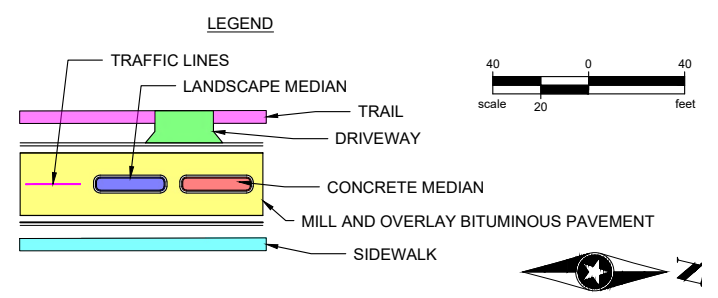 LEGEND
TRAFFIC LINES
LANDSCAPE MEDIAN
TRAIL
DRIVEWAY
CONCRETE MEDIAN
MILL AND OVERLAY BITUMINOUS PAVEMENT
SIDEWALK
40 0 40
scale 20 feet
N